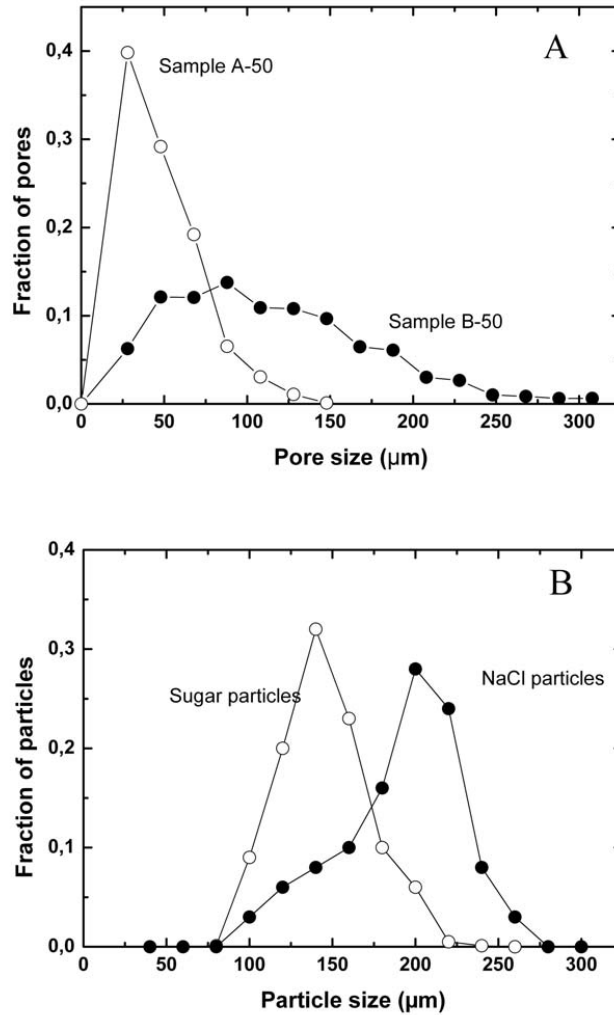 A
Sample A-50
Sample B-50
Fraction of pores
0,4
0,3
0,2
0,1
0,0
0 50 100 150 200 250 300
Pore size (µm)
B
Sugar particles
NaCl particles
Fraction of particles
0,4
0,3
0,2
0,1
0,0
0 50 100 150 200 250 300
Particle size (µm)